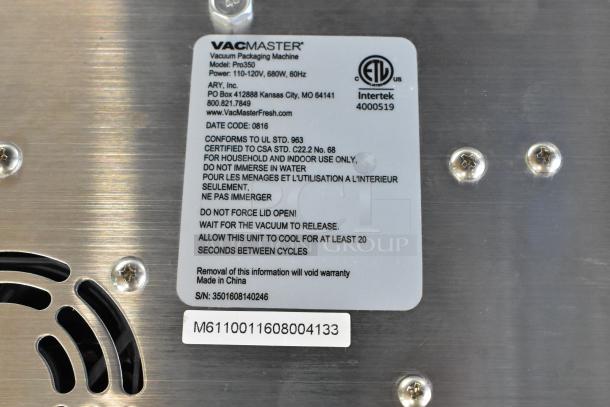 VACMASTER®
Vacuum Packaging Machine
Model: Pro350
Power: 110-120V, 680W, 60Hz
ARY, Inc.
PO Box 412888 Kansas City, MO 64141
800.821.7849
www.VacMasterFresh.com
DATE CODE: 0816
C ETL US
Intertek
4000519
CONFORMS TO UL STD. 963
CERTIFIED TO CSA STD. C22.2 No. 68
FOR HOUSEHOLD AND INDOOR USE ONLY,
DO NOT IMMERSE IN WATER
POUR LES MENAGES ET L'UTILISATION A L'INTERIEUR
SEULEMENT,
NE PAS IMMERGER
DO NOT FORCE LID OPEN!
WAIT FOR THE VACUUM TO RELEASE.
ALLOW THIS UNIT TO COOL FOR AT LEAST 20
SECONDS BETWEEN CYCLES
GROUP
Removal of this information will void warranty
Made in China
S/N: 3501608140246
M6110011608004133